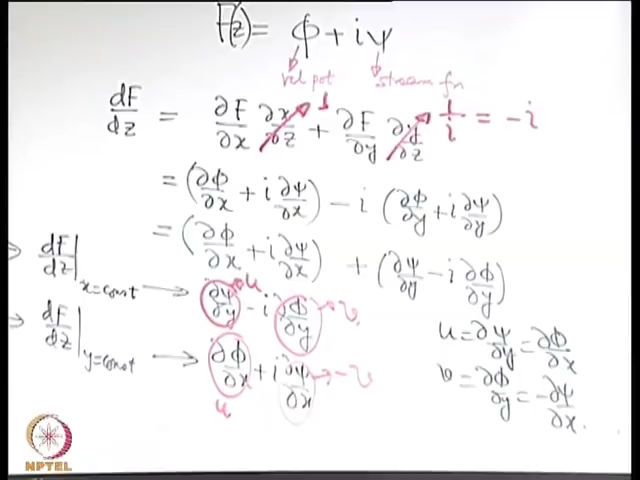 F(z) = ϕ + iψ
vel pot stream fn
dF/dz = ∂F/∂x ∂x/∂z 1 + ∂F/∂y ∂y/∂z 1/i = -i
= (∂ϕ/∂x + i ∂ψ/∂x) - i (∂ϕ/∂y + i ∂ψ/∂y)
= (∂ϕ/∂x + i ∂ψ/∂x) + (∂ψ/∂y - i ∂ϕ/∂y)
⇒ dF/dz|x=const → ∂ψ/∂y - i ∂ϕ/∂y
u
v
⇒ dF/dz|y=const → ∂ϕ/∂x + i ∂ψ/∂x
u
-v
u = ∂ψ/∂y = ∂ϕ/∂x
v = ∂ϕ/∂y = -∂ψ/∂x.
NPTEL